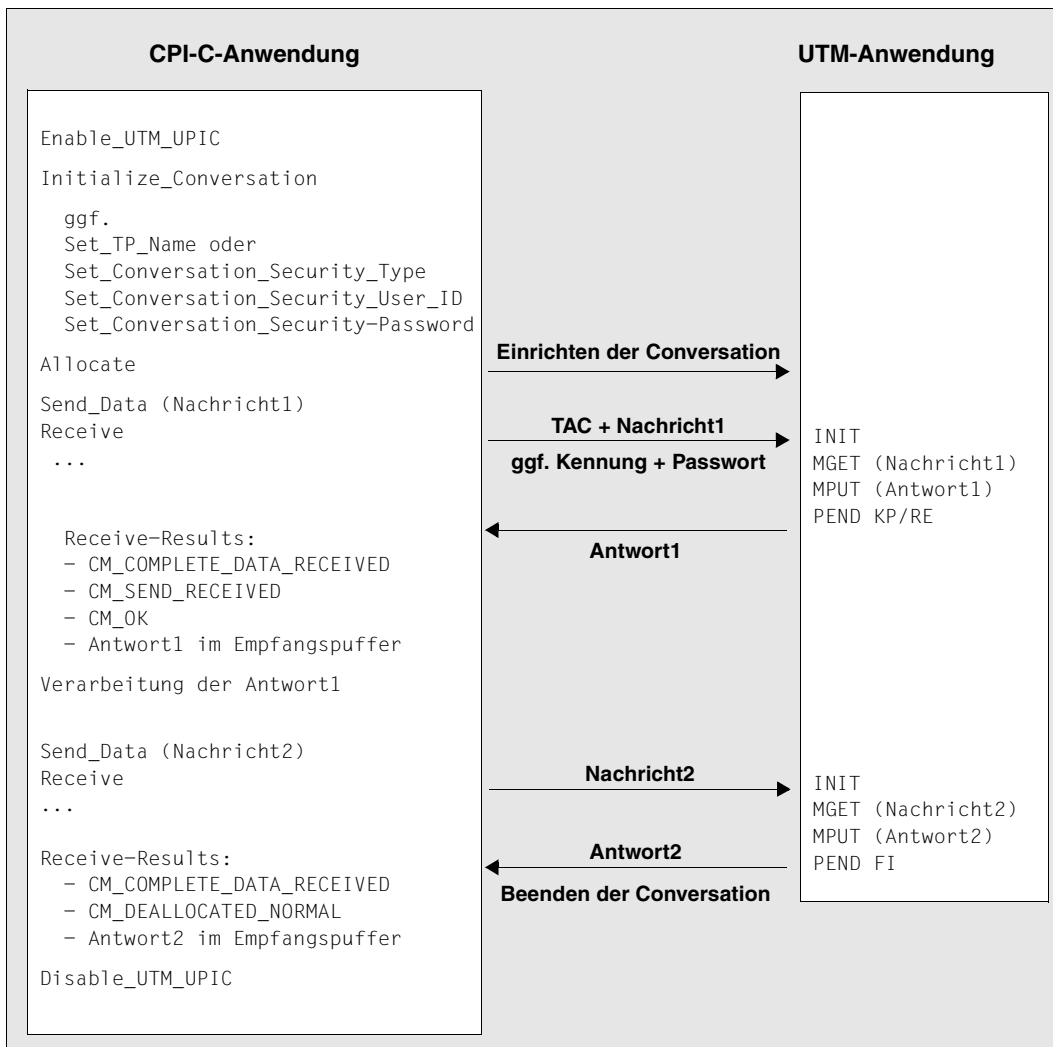 CPI-C-Anwendung
UTM-Anwendung
Enable_UTM_UPIC
Initialize_Conversation
ggf.
Set_TP_Name oder
Set_Conversation_Security_Type
Set_Conversation_Security_User_ID
Set_Conversation_Security-Password
Allocate
Einrichten der Conversation
Send_Data (Nachricht1)
Receive
...
TAC + Nachricht1
ggf. Kennung + Passwort
INIT
MGET (Nachricht1)
MPUT (Antwort1)
PEND KP/RE
Antwort1
Receive-Results:
- CM_COMPLETE_DATA_RECEIVED
- CM_SEND_RECEIVED
- CM_OK
- Antwort1 im Empfangspuffer
Verarbeitung der Antwort1
Send_Data (Nachricht2)
Receive
...
Nachricht2
INIT
MGET (Nachricht2)
MPUT (Antwort2)
PEND FI
Antwort2
Beenden der Conversation
Receive-Results:
- CM_COMPLETE_DATA_RECEIVED
- CM_DEALLOCATED_NORMAL
- Antwort2 im Empfangspuffer
Disable_UTM_UPIC